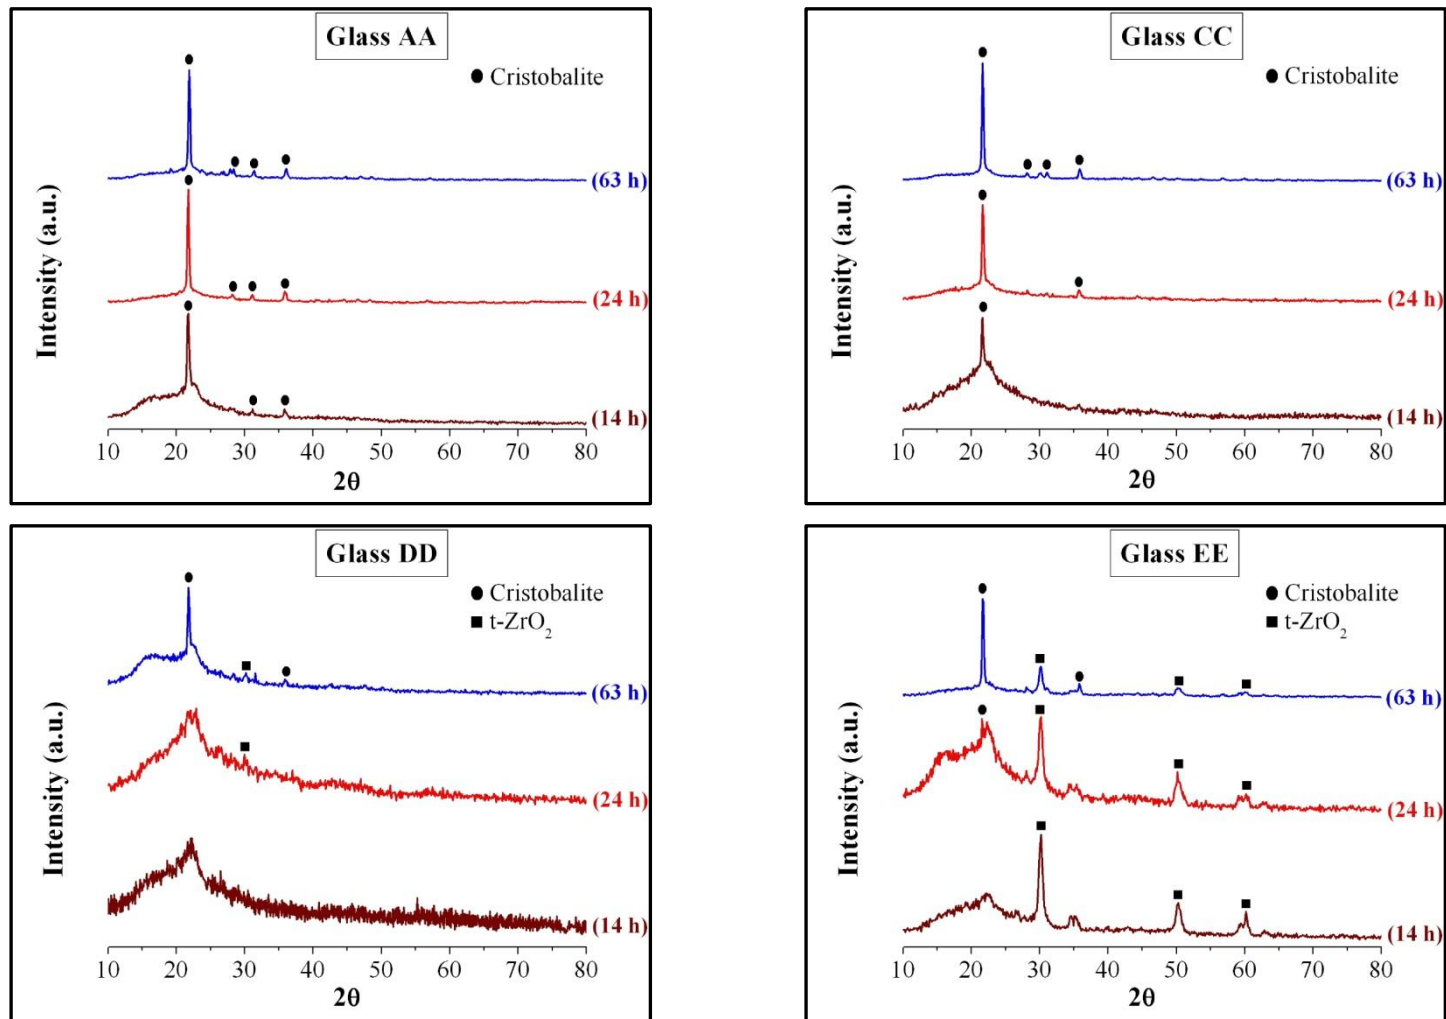 Glass AA
● Cristobalite
(63 h)
(24 h)
(14 h)
Intensity (a.u.)
10 20 30 40 50 60 70 80
2θ
Glass CC
● Cristobalite
(63 h)
(24 h)
(14 h)
Intensity (a.u.)
10 20 30 40 50 60 70 80
2θ
Glass DD
● Cristobalite
■ t-ZrO₂
(63 h)
(24 h)
(14 h)
Intensity (a.u.)
10 20 30 40 50 60 70 80
2θ
Glass EE
● Cristobalite
■ t-ZrO₂
(63 h)
(24 h)
(14 h)
Intensity (a.u.)
10 20 30 40 50 60 70 80
2θ